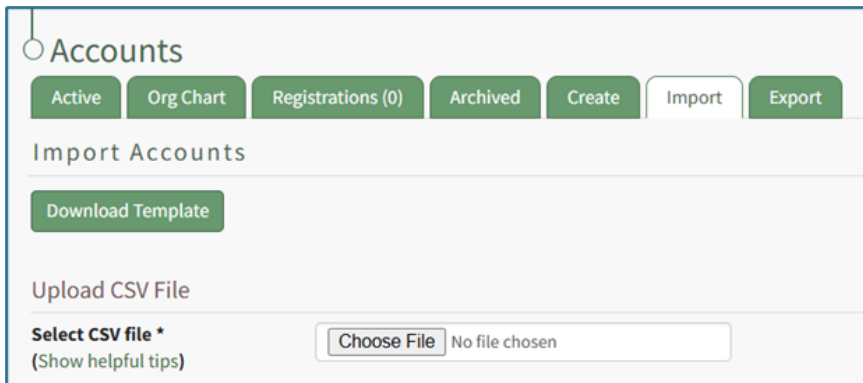 Accounts
Active Org Chart Registrations (0) Archived Create Import Export
Import Accounts
Download Template
Upload CSV File
Select CSV file * Choose File No file chosen
(Show helpful tips)